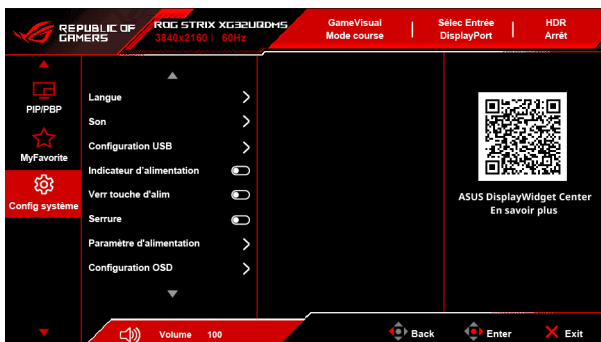 REPUBLIC OF
GAMERS
ROG STRIX XG32UQDMS
3840x2160 | 60Hz
GameVisual
Mode course
Sélec Entrée
DisplayPort
HDR
Arrêt
PIP/PBP
MyFavorite
Config système
Langue
Son
Configuration USB
Indicateur d'alimentation
Verr touche d'alim
Serrure
Paramètre d'alimentation
Configuration OSD
ASUS DisplayWidget Center
En savoir plus
Volume 100
Back
Enter
Exit